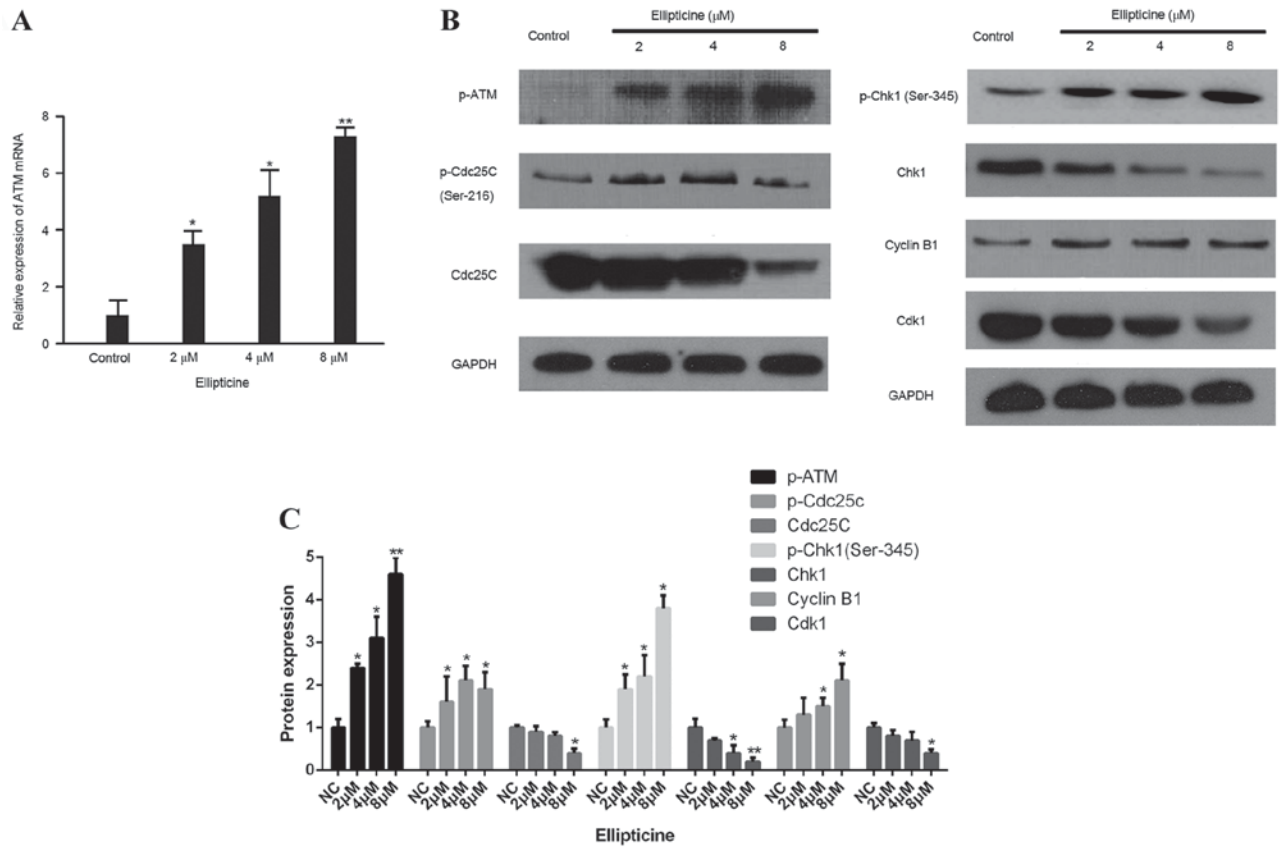 A
Relative expression of ATM mRNA
8
6
4
2
0
*
*
**
Control 2 μM 4 μM 8 μM
Ellipticine
B
Ellipticine (μM)
Control 2 4 8
p-ATM
p-Cdc25C
(Ser-216)
Cdc25C
GAPDH
Ellipticine (μM)
Control 2 4 8
p-Chk1 (Ser-345)
Chk1
Cyclin B1
Cdk1
GAPDH
C
p-ATM
p-Cdc25c
Cdc25C
p-Chk1(Ser-345)
Chk1
Cyclin B1
Cdk1
Protein expression
5
4
3
2
1
0
* * **
* * *
*
* * *
* **
* *
*
NC 2μM 4μM 8μM NC 2μM 4μM 8μM NC 2μM 4μM 8μM NC 2μM 4μM 8μM NC 2μM 4μM 8μM NC 2μM 4μM 8μM NC 2μM 4μM 8μM
Ellipticine